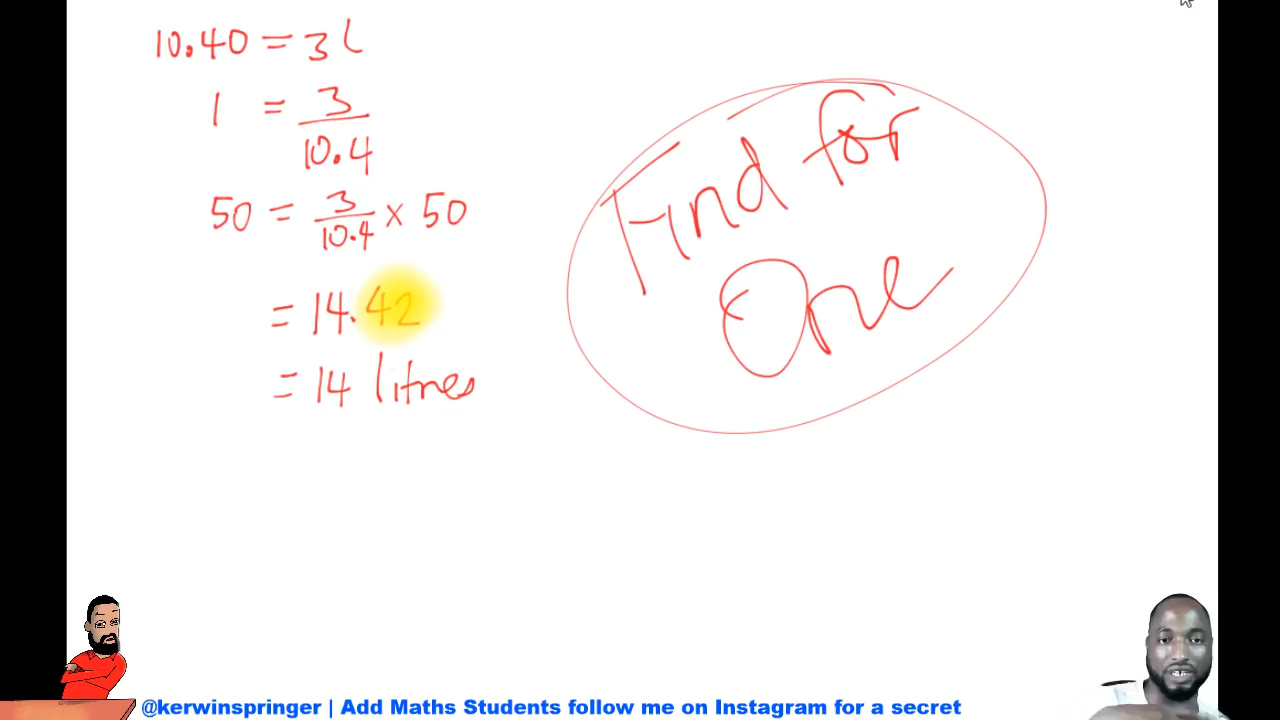 10.40 = 3l
1 = 3/10.4
50 = 3/10.4 x 50
= 14.42
= 14 litres
Find for
One
@kerwinspringer | Add Maths Students follow me on Instagram for a secret